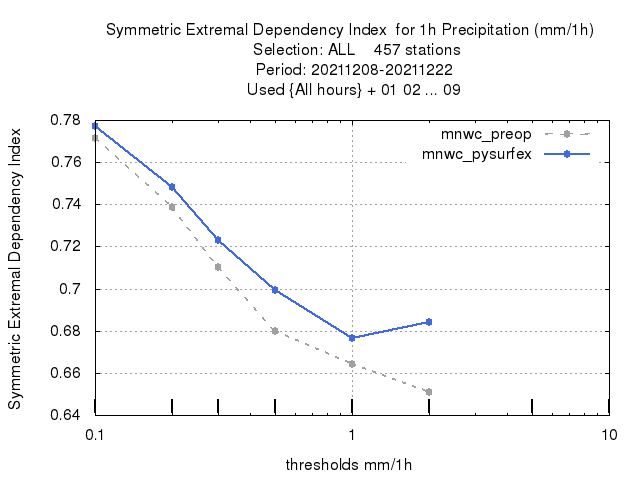 Symmetric Extremal Dependency Index  for 1h Precipitation (mm/1h)
Selection: ALL    457 stations
Period: 20211208-20211222
Used {All hours} + 01 02 ... 09
mnwc_preop
mnwc_pysurfex
Symmetric Extremal Dependency Index
0.78
0.76
0.74
0.72
0.7
0.68
0.66
0.64
0.1
1
10
thresholds mm/1h